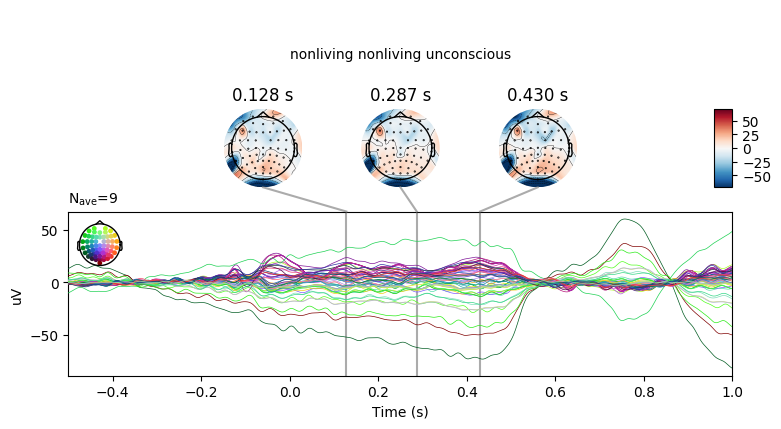 nonliving nonliving unconscious
0.128 s 0.287 s 0.430 s
50
25
0
−25
−50
Nave=9
50
0
−50
uV
−0.4 −0.2 0.0 0.2 0.4 0.6 0.8 1.0
Time (s)